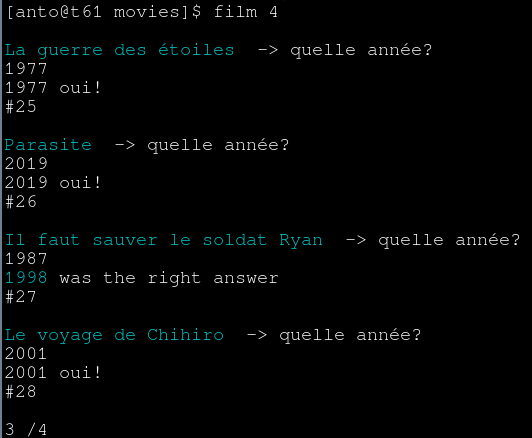 [anto@t61 movies]$ film 4
La guerre des étoiles -> quelle année?
1977
1977 oui!
#25
Parasite -> quelle année?
2019
2019 oui!
#26
Il faut sauver le soldat Ryan -> quelle année?
1987
1998 was the right answer
#27
Le voyage de Chihiro -> quelle année?
2001
2001 oui!
#28
3 /4